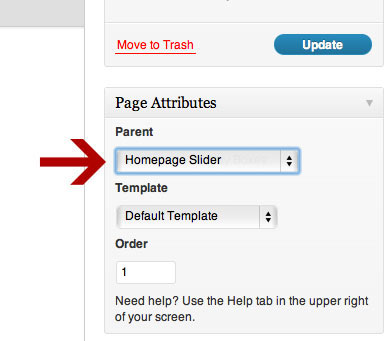 Move to Trash
Update
Page Attributes
Parent
Homepage Slider
Template
Default Template
Order
1
Need help? Use the Help tab in the upper right
of your screen.